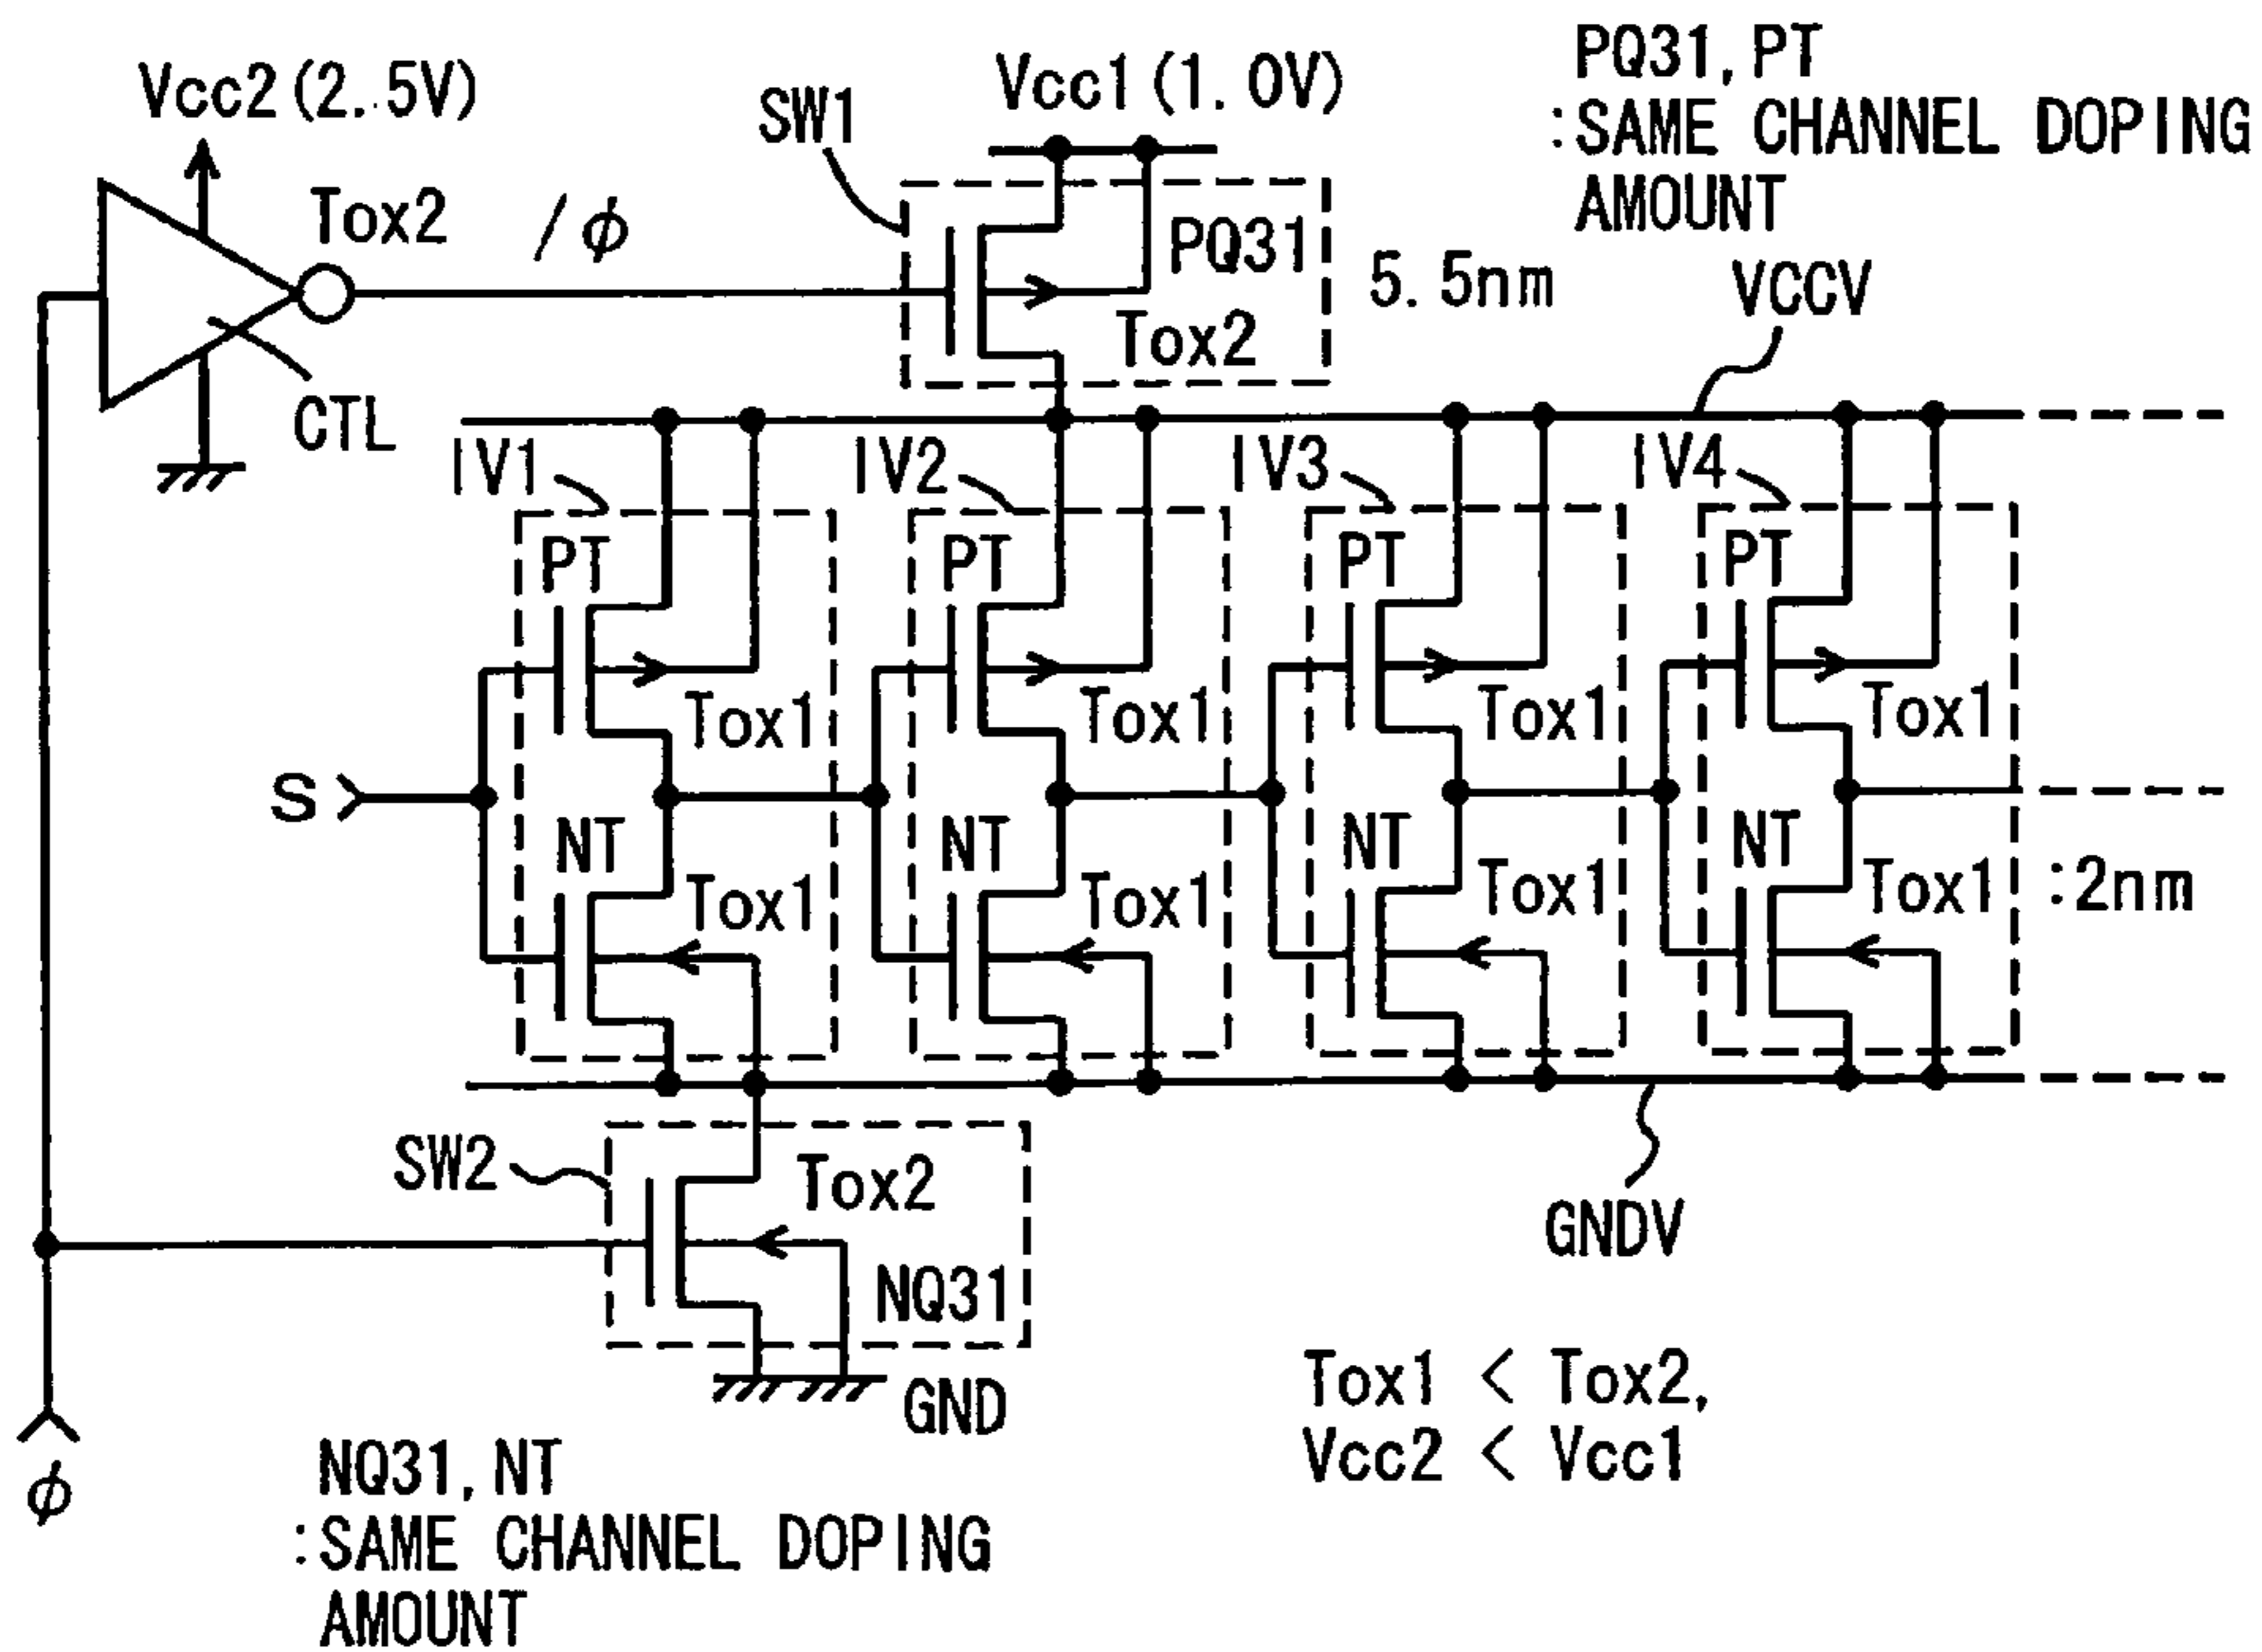 PQ31, PT
:SAME CHANNEL DOPING
AMOUNT
Vcc2(2.5V)
Vcc1(1.0V)
SW1
Tox2
/φ
PQ31
5.5nm
VCCV
Tox2
CTL
IV1
IV2
IV3
IV4
PT
PT
PT
PT
Tox1
Tox1
Tox1
Tox1
S
NT
NT
NT
NT
Tox1
Tox1
Tox1
Tox1
:2nm
SW2
Tox2
GNDV
NQ31
GND
Tox1 < Tox2,
Vcc2 < Vcc1
φ
NQ31, NT
:SAME CHANNEL DOPING
AMOUNT